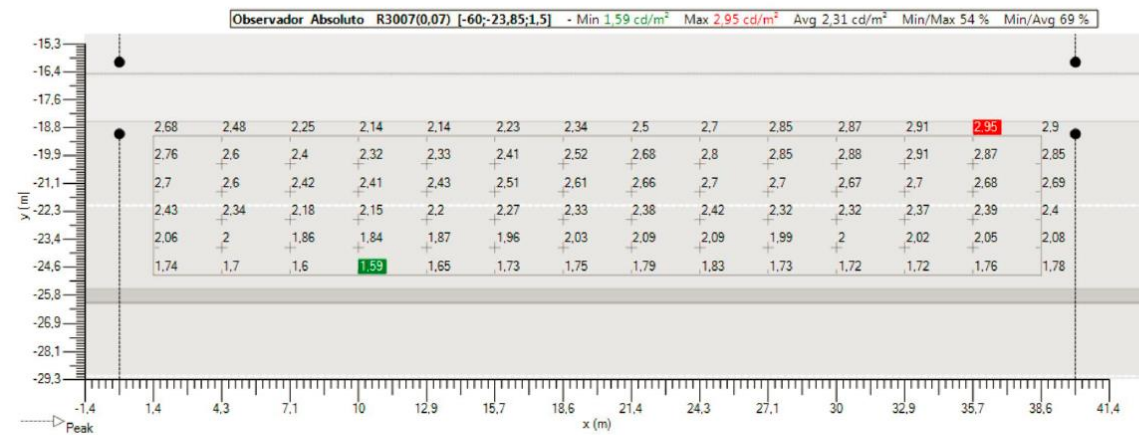 Observador Absoluto R3007(0,07) [-60;-23,85;1,5] - Min 1,59 cd/m² Max 2,95 cd/m² Avg 2,31 cd/m² Min/Max 54 % Min/Avg 69 %
-15,3
-16,4
-17,6
-18,8 2,68 2,48 2,25 2,14 2,14 2,23 2,34 2,5 2,7 2,85 2,87 2,91 2,95 2,9
-19,9 2,76 2,6 2,4 2,32 2,33 2,41 2,52 2,68 2,8 2,85 2,88 2,91 2,87 2,85
-21,1 2,7 2,6 2,42 2,41 2,43 2,51 2,61 2,66 2,7 2,7 2,67 2,7 2,68 2,69
y (m)
-22,3 2,43 2,34 2,18 2,15 2,2 2,27 2,33 2,38 2,42 2,32 2,32 2,37 2,39 2,4
-23,4 2,06 2 1,86 1,84 1,87 1,96 2,03 2,09 2,09 1,99 2 2,02 2,05 2,08
-24,6 1,74 1,7 1,6 1,59 1,65 1,73 1,75 1,79 1,83 1,73 1,72 1,72 1,76 1,78
-25,8
-26,9
-28,1
-29,3
-1,4 1,4 4,3 7,1 10 12,9 15,7 18,6 21,4 24,3 27,1 30 32,9 35,7 38,6 41,4
x (m)
Peak